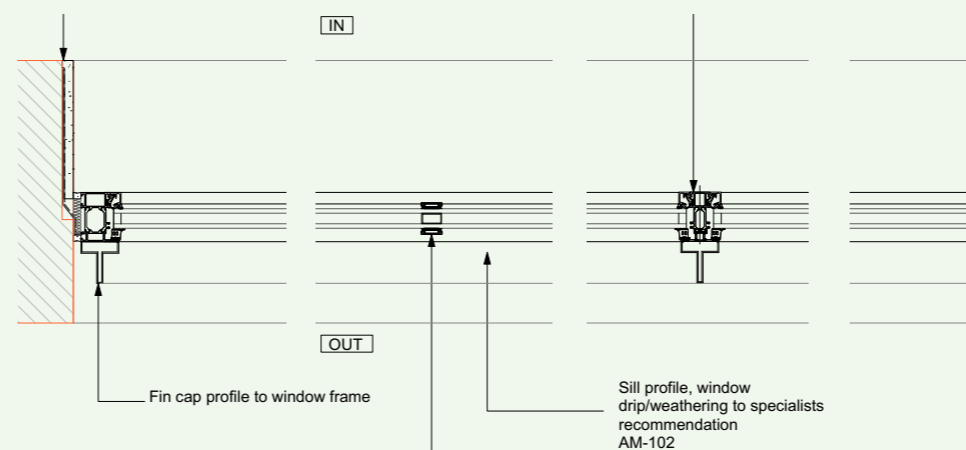 IN
OUT
Fin cap profile to window frame
Sill profile, window
drip/weathering to specialists
recommendation
AM-102